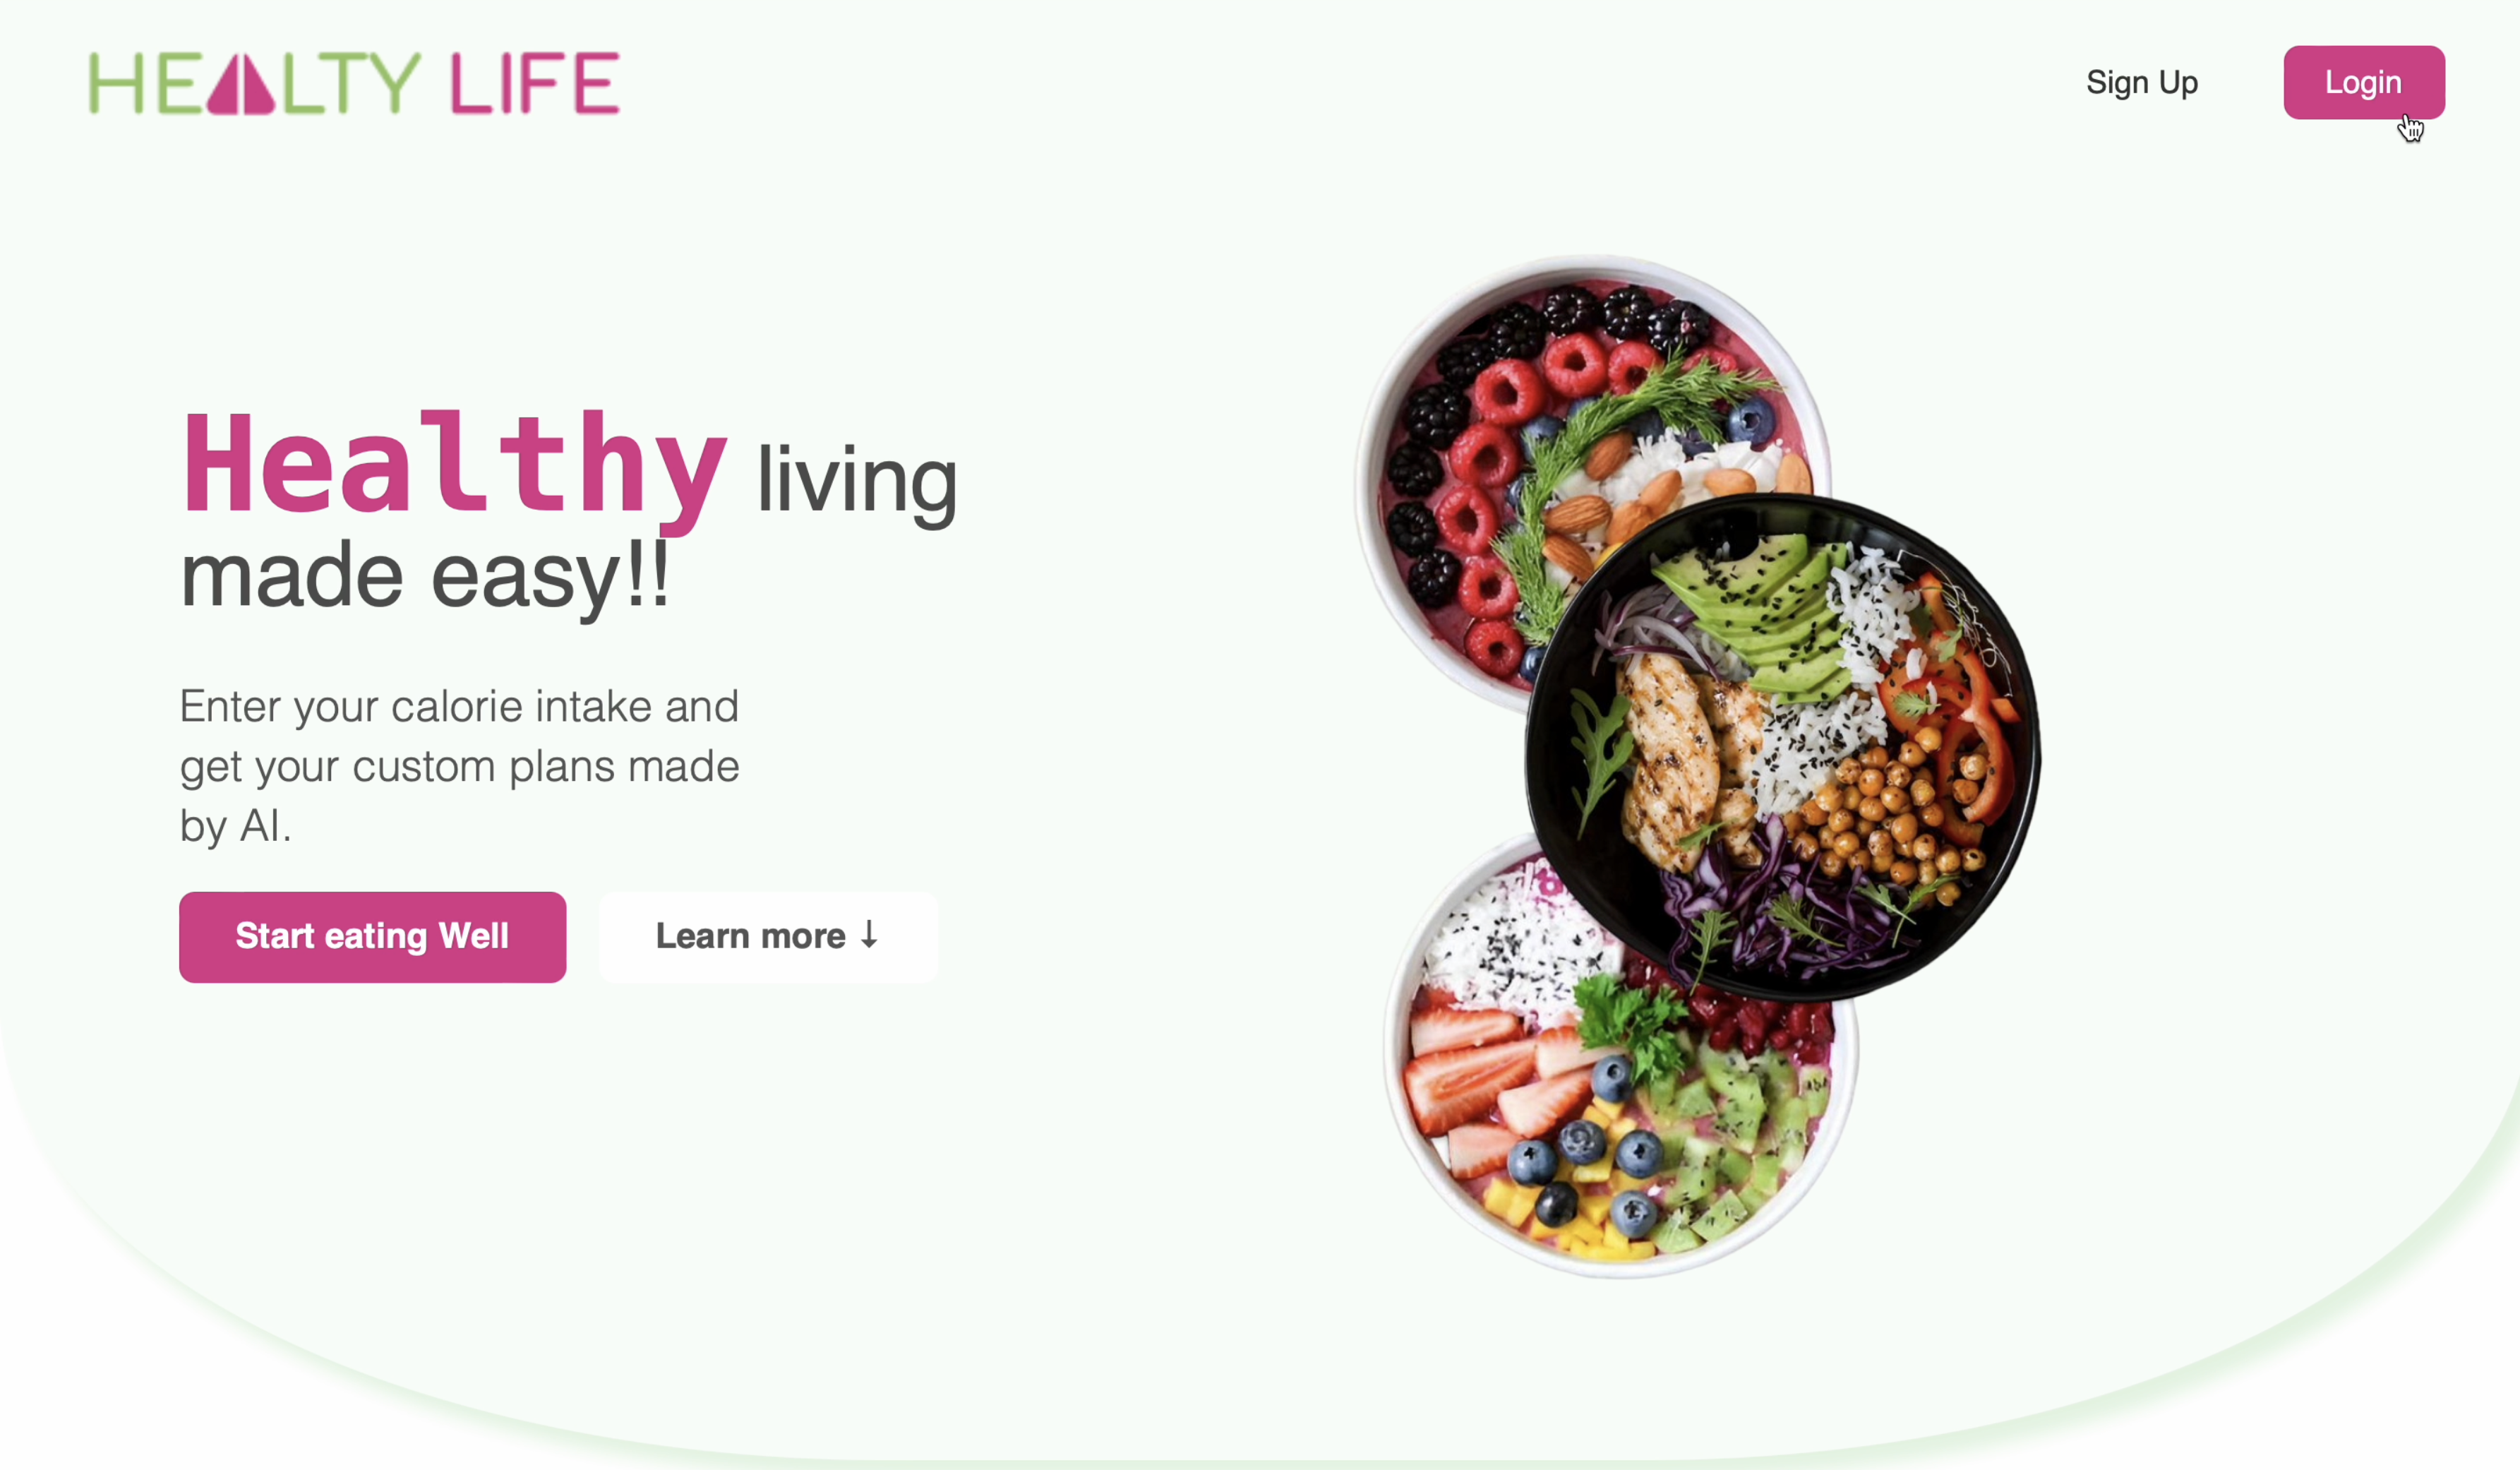 HEALTY LIFE
Sign Up
Login
Healthy living
made easy!!
Enter your calorie intake and
get your custom plans made
by AI.
Start eating Well
Learn more ↓